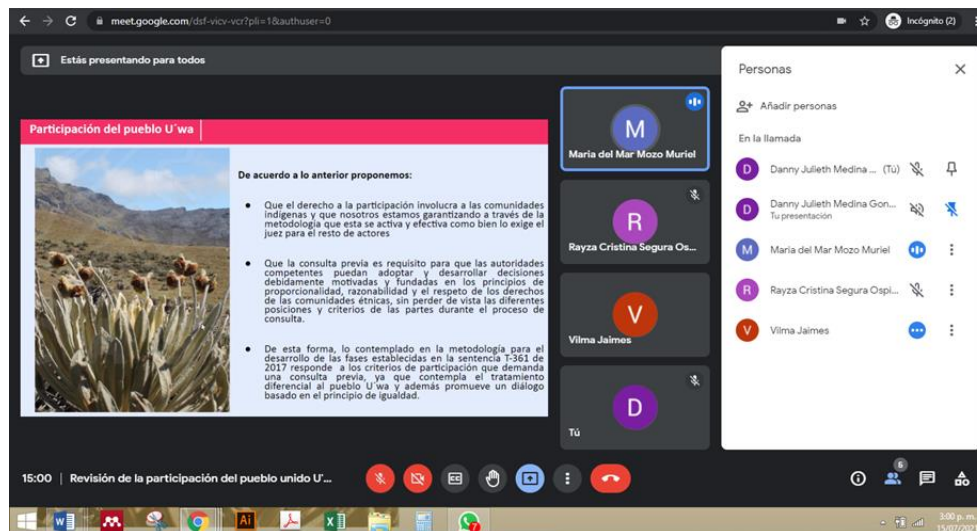 meet.google.com/dsf-vicv-vcr?pli=1&authuser=0
Incógnito (2)
Estás presentando para todos
Participación del pueblo U´wa
De acuerdo a lo anterior proponemos:
• Que el derecho a la participación involucra a las comunidades
indígenas y que nosotros estamos garantizando a través de la
metodología que esta se activa y efectiva como bien lo exige el
juez para el resto de actores
• Que la consulta previa es requisito para que las autoridades
competentes puedan adoptar y desarrollar decisiones
debidamente motivadas y fundadas en los principios de
proporcionalidad, razonabilidad y el respeto de los derechos
de las comunidades étnicas, sin perder de vista las diferentes
posiciones y criterios de las partes durante el proceso de
consulta.
• De esta forma, lo contemplado en la metodología para el
desarrollo de las fases establecidas en la sentencia T-361 de
2017 responde a los criterios de participación que demanda
una consulta previa, ya que contempla el tratamiento
diferencial al pueblo U´wa y además promueve un diálogo
basado en el principio de igualdad.
M
Maria del Mar Mozo Muriel
R
Rayza Cristina Segura Os...
V
Vilma Jaimes
D
Tú
Personas
Añadir personas
En la llamada
D Danny Julieth Medina ... (Tú)
D Danny Julieth Medina Gon...
Tu presentación
M Maria del Mar Mozo Muriel
R Rayza Cristina Segura Ospi...
V Vilma Jaimes
15:00 | Revisión de la participación del pueblo unido U´...
6
3:00 p. m.